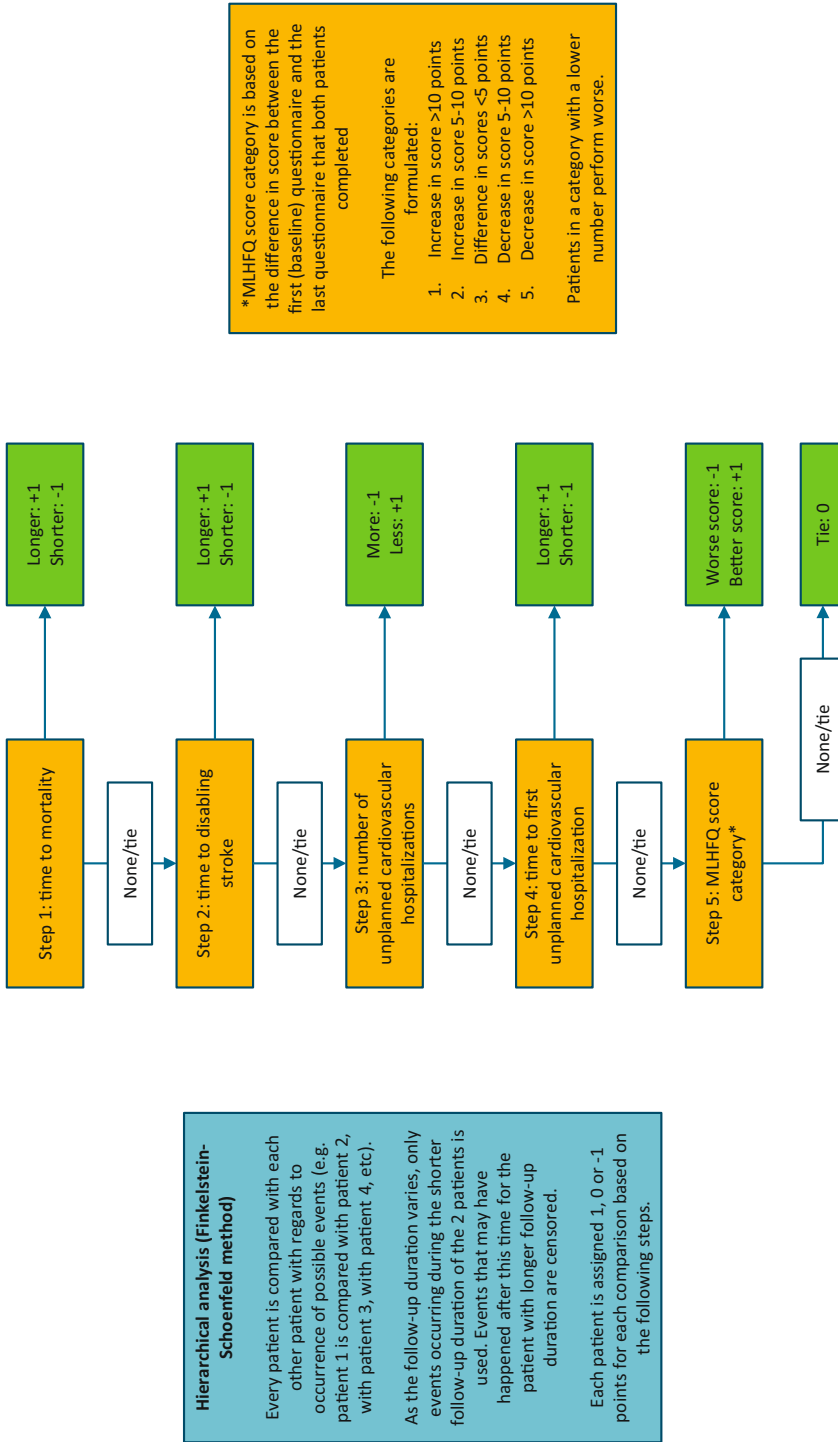 Hierarchical analysis (Finkelstein-
Schoenfeld method)
Every patient is compared with each
other patient with regards to
occurrence of possible events (e.g.
patient 1 is compared with patient 2,
with patient 3, with patient 4, etc).
As the follow-up duration varies, only
events occurring during the shorter
follow-up duration of the 2 patients is
used. Events that may have
happened after this time for the
patient with longer follow-up
duration are censored.
Each patient is assigned 1, 0 or -1
points for each comparison based on
the following steps.
Step 1: time to mortality
Longer: +1
Shorter: -1
None/tie
Step 2: time to disabling
stroke
Longer: +1
Shorter: -1
None/tie
Step 3: number of
unplanned cardiovascular
hospitalizations
More: -1
Less: +1
None/tie
Step 4: time to first
unplanned cardiovascular
hospitalization
Longer: +1
Shorter: -1
None/tie
Step 5: MLHFQ score
category*
Worse score: -1
Better score: +1
None/tie
Tie: 0
*MLHFQ score category is based on
the difference in score between the
first (baseline) questionnaire and the
last questionnaire that both patients
completed
The following categories are
formulated:
1. Increase in score >10 points
2. Increase in score 5-10 points
3. Difference in scores <5 points
4. Decrease in score 5-10 points
5. Decrease in score >10 points
Patients in a category with a lower
number perform worse.